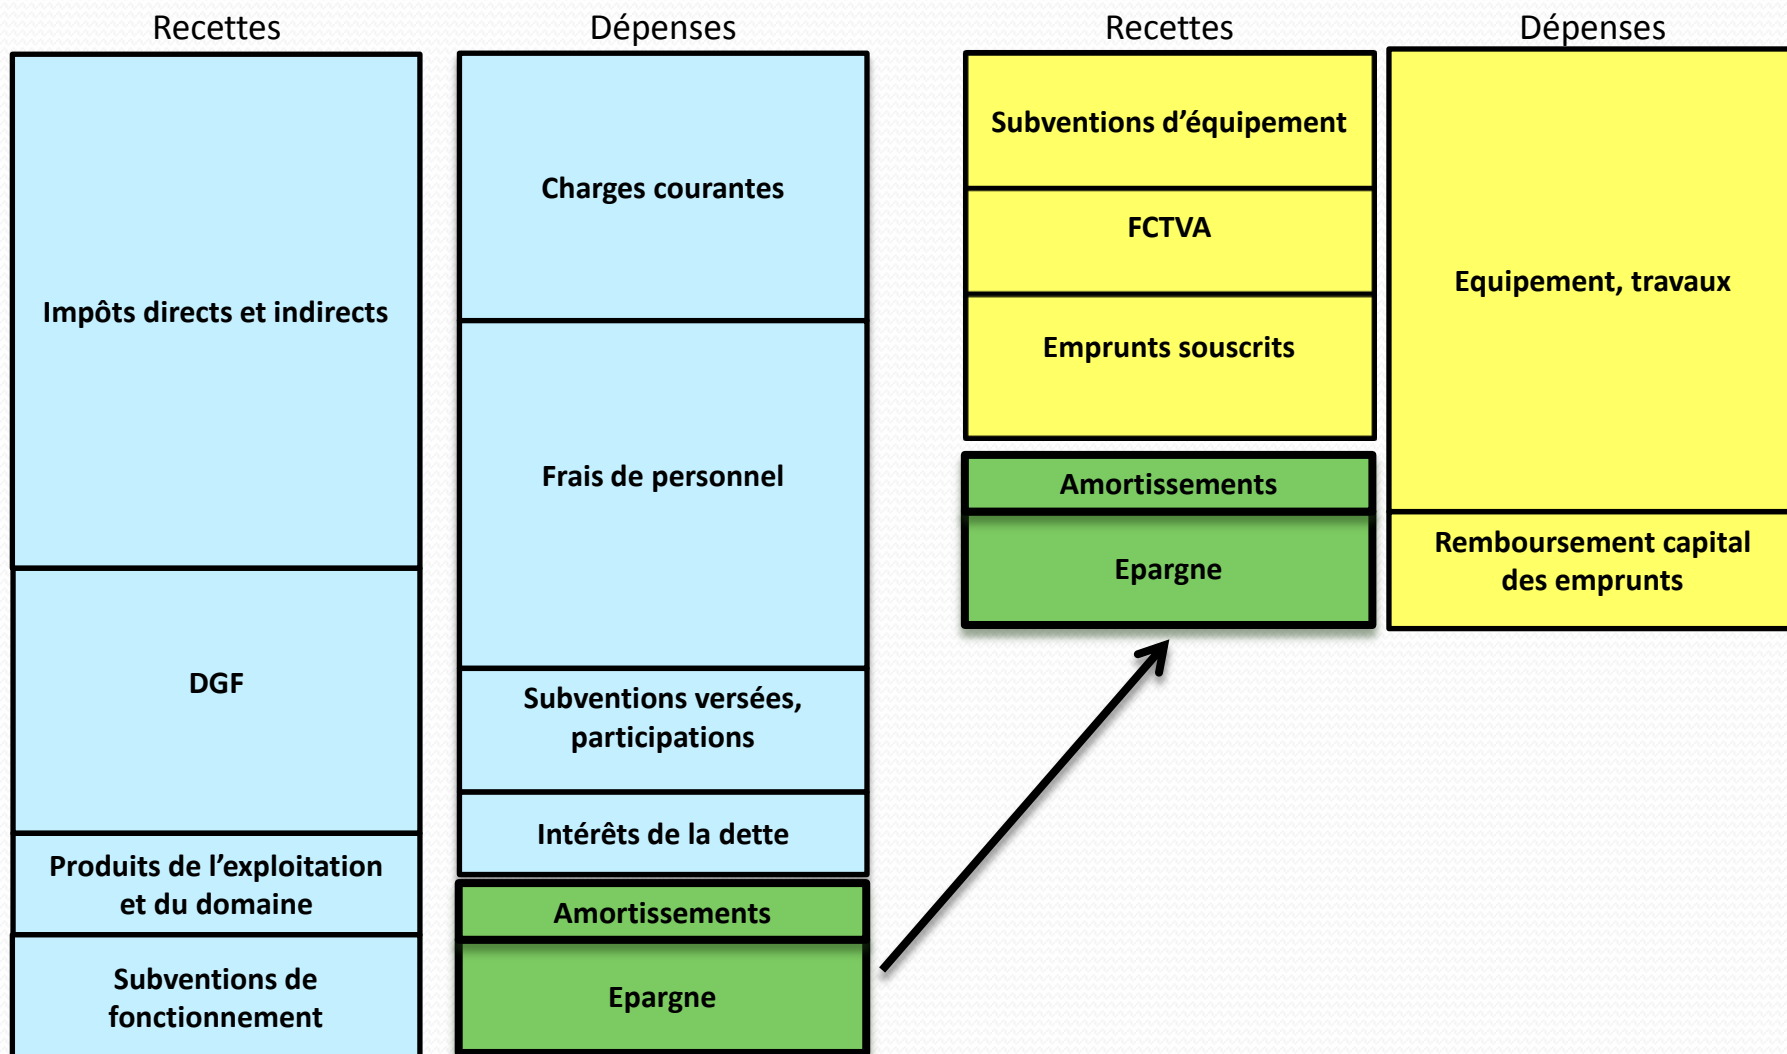 Recettes
Impôts directs et indirects
DGF
Produits de l’exploitation
et du domaine
Subventions de
fonctionnement
Dépenses
Charges courantes
Frais de personnel
Subventions versées,
participations
Intérêts de la dette
Amortissements
Epargne
Recettes
Subventions d’équipement
FCTVA
Emprunts souscrits
Amortissements
Epargne
Dépenses
Equipement, travaux
Remboursement capital
des emprunts